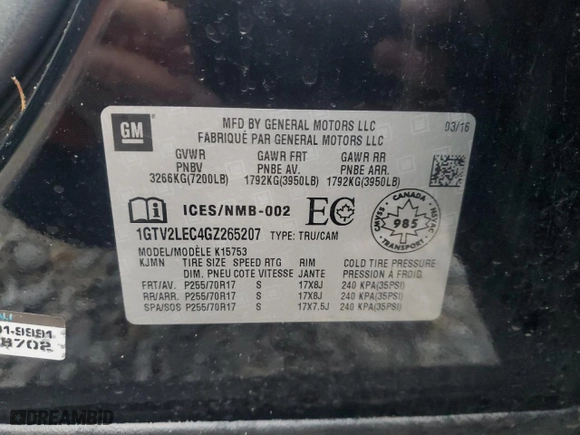 GM
MFD BY GENERAL MOTORS LLC
FABRIQUÉ PAR GENERAL MOTORS LLC
03/16
GVWR GAWR FRT GAWR RR
PNBV PNBE AV. PNBE ARR.
3266KG(7200LB) 1792KG(3950LB) 1792KG(3950LB)
ICES/NMB-002 EC
1GTV2LEC4GZ265207 TYPE: TRU/CAM
CANADA
CMVSS NSVAC
985
TRANSPORT
MODEL/MODÈLE K15753
KJMN TIRE SIZE SPEED RTG RIM COLD TIRE PRESSURE
DIM. PNEU COTE VITESSE JANTE PRESSION A FROID.
FRT/AV. P255/70R17 S 17X8J 240 KPA(35PSI)
RR/ARR. P255/70R17 S 17X8J 240 KPA(35PSI)
SPA/SOS P255/70R17 S 17X7.5J 240 KPA(35PSI)
8702
DREAMBID